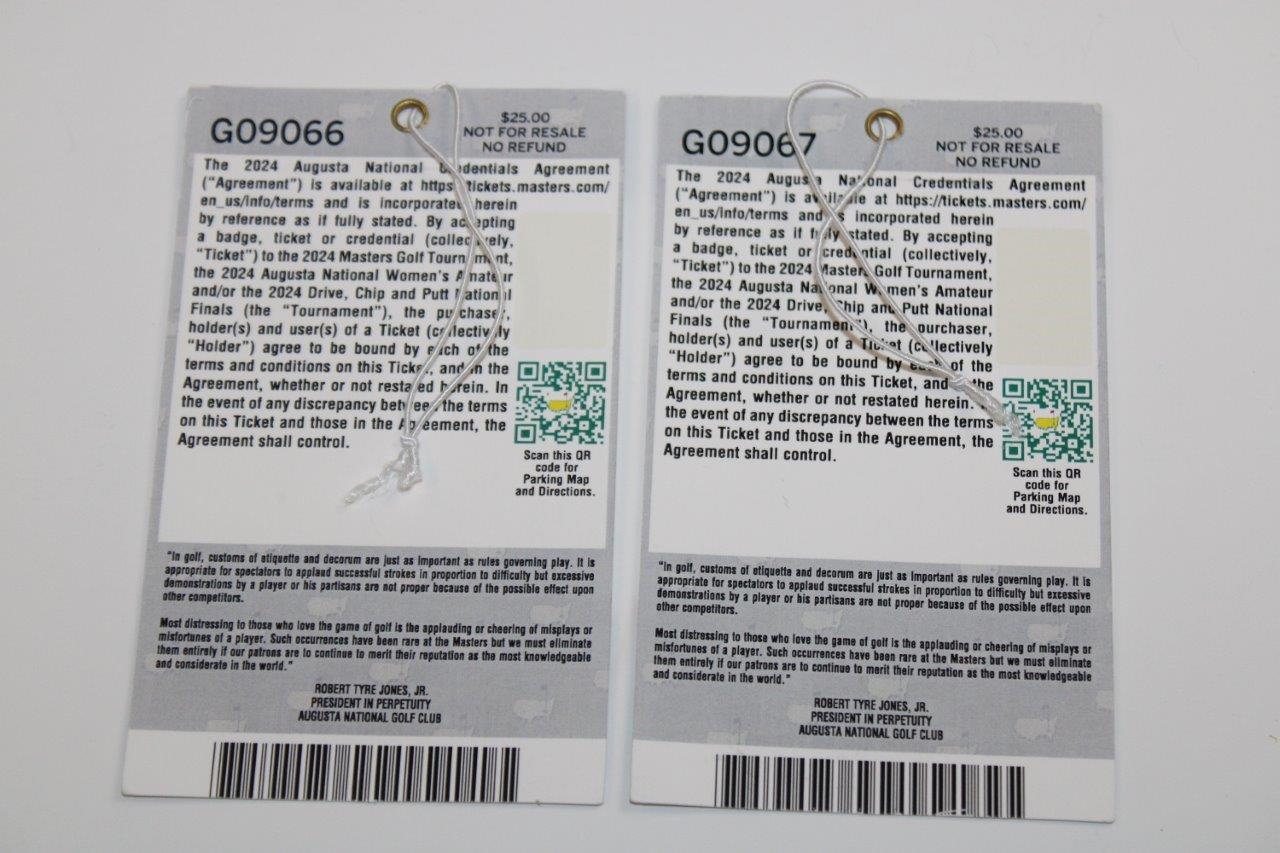 G09066
$25.00
NOT FOR RESALE
NO REFUND
The 2024 Augusta National Credentials Agreement
("Agreement") is available at https://tickets.masters.com/
en_us/info/terms and is incorporated herein
by reference as if fully stated. By accepting
a badge, ticket or credential (collectively,
"Ticket") to the 2024 Masters Golf Tournament,
the 2024 Augusta National Women's Amateur
and/or the 2024 Drive, Chip and Putt National
Finals (the "Tournament"), the purchaser,
holder(s) and user(s) of a Ticket (collectively
"Holder") agree to be bound by each of the
terms and conditions on this Ticket, and in the
Agreement, whether or not restated herein. In
the event of any discrepancy between the terms
on this Ticket and those in the Agreement, the
Agreement shall control.
Scan this QR
code for
Parking Map
and Directions.
"In golf, customs of etiquette and decorum are just as important as rules governing play. It is
appropriate for spectators to applaud successful strokes in proportion to difficulty but excessive
demonstrations by a player or his partisans are not proper because of the possible effect upon
other competitors.
Most distressing to those who love the game of golf is the applauding or cheering of misplays or
misfortunes of a player. Such occurrences have been rare at the Masters but we must eliminate
them entirely if our patrons are to continue to merit their reputation as the most knowledgeable
and considerate in the world."
ROBERT TYRE JONES, JR.
PRESIDENT IN PERPETUITY
AUGUSTA NATIONAL GOLF CLUB
G09067
$25.00
NOT FOR RESALE
NO REFUND
The 2024 Augusta National Credentials Agreement
("Agreement") is available at https://tickets.masters.com/
en_us/info/terms and is incorporated herein
by reference as if fully stated. By accepting
a badge, ticket or credential (collectively,
"Ticket") to the 2024 Masters Golf Tournament,
the 2024 Augusta National Women's Amateur
and/or the 2024 Drive, Chip and Putt National
Finals (the "Tournament"), the purchaser,
holder(s) and user(s) of a Ticket (collectively
"Holder") agree to be bound by each of the
terms and conditions on this Ticket, and in the
Agreement, whether or not restated herein. In
the event of any discrepancy between the terms
on this Ticket and those in the Agreement, the
Agreement shall control.
Scan this QR
code for
Parking Map
and Directions.
"In golf, customs of etiquette and decorum are just as important as rules governing play. It is
appropriate for spectators to applaud successful strokes in proportion to difficulty but excessive
demonstrations by a player or his partisans are not proper because of the possible effect upon
other competitors.
Most distressing to those who love the game of golf is the applauding or cheering of misplays or
misfortunes of a player. Such occurrences have been rare at the Masters but we must eliminate
them entirely if our patrons are to continue to merit their reputation as the most knowledgeable
and considerate in the world."
ROBERT TYRE JONES, JR.
PRESIDENT IN PERPETUITY
AUGUSTA NATIONAL GOLF CLUB